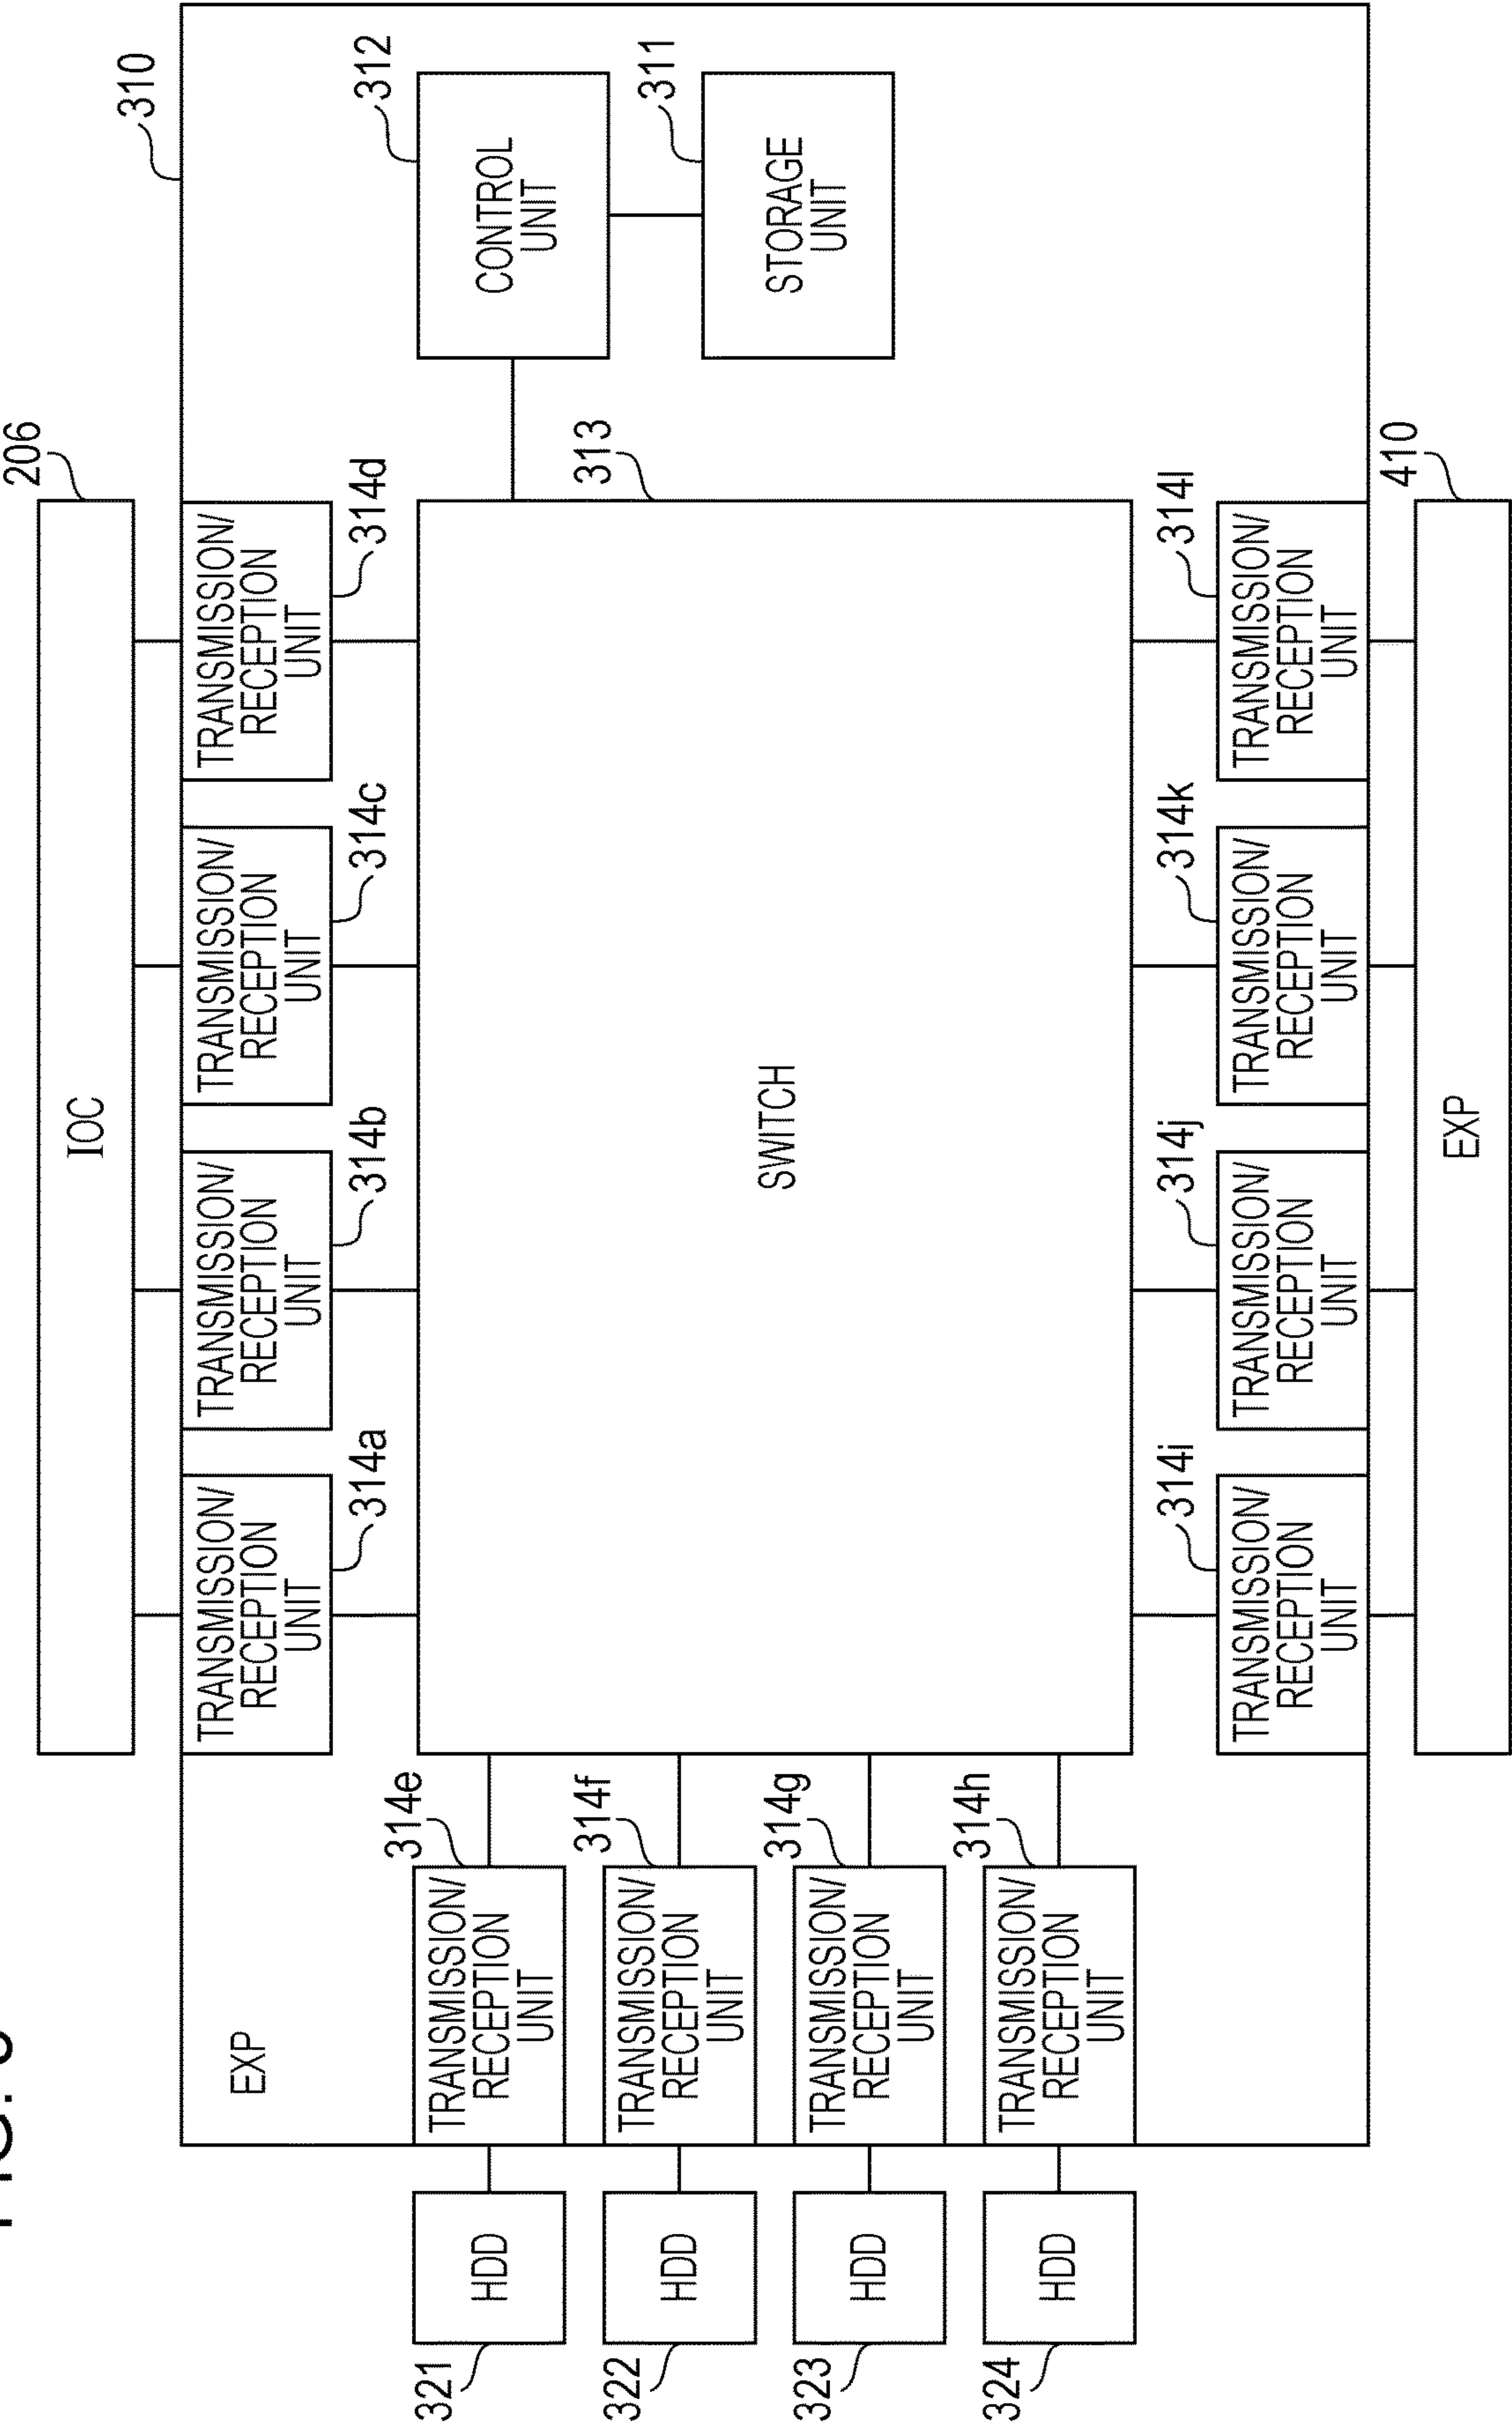 FIG.
206
IOC
310
EXP
TRANSMISSION/
RECEPTION
UNIT
314a
TRANSMISSION/
RECEPTION
UNIT
314b
TRANSMISSION/
RECEPTION
UNIT
314c
TRANSMISSION/
RECEPTION
UNIT
314d
312
CONTROL
UNIT
311
STORAGE
UNIT
313
SWITCH
321
HDD
314e
TRANSMISSION/
RECEPTION
UNIT
322
HDD
314f
TRANSMISSION/
RECEPTION
UNIT
323
HDD
314g
TRANSMISSION/
RECEPTION
UNIT
324
HDD
314h
TRANSMISSION/
RECEPTION
UNIT
314i
TRANSMISSION/
RECEPTION
UNIT
314j
TRANSMISSION/
RECEPTION
UNIT
314k
TRANSMISSION/
RECEPTION
UNIT
314l
TRANSMISSION/
RECEPTION
UNIT
410
EXP